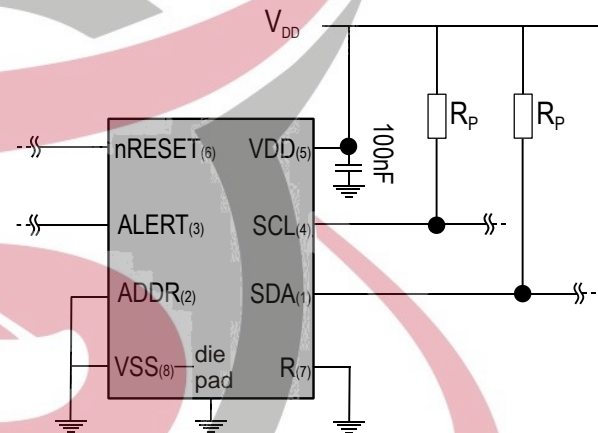 VDD
RP
RP
nRESET(6)
VDD(5)
100nF
ALERT(3)
SCL(4)
ADDR(2)
SDA(1)
VSS(8)
die
pad
R(7)